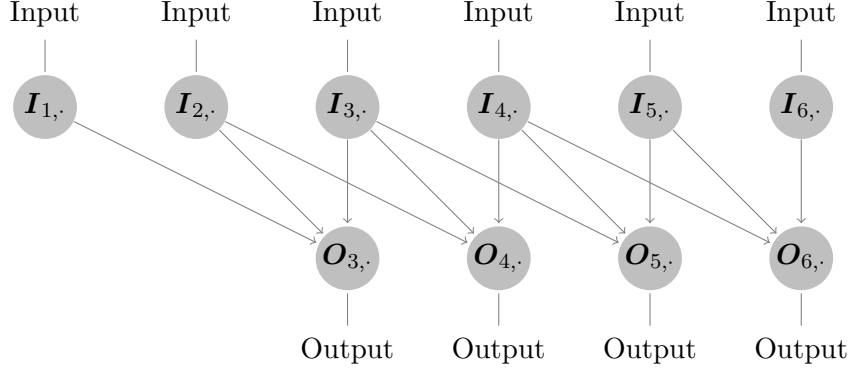 Input Input Input Input Input Input
I1,· I2,· I3,· I4,· I5,· I6,·
O3,· O4,· O5,· O6,·
Output Output Output Output